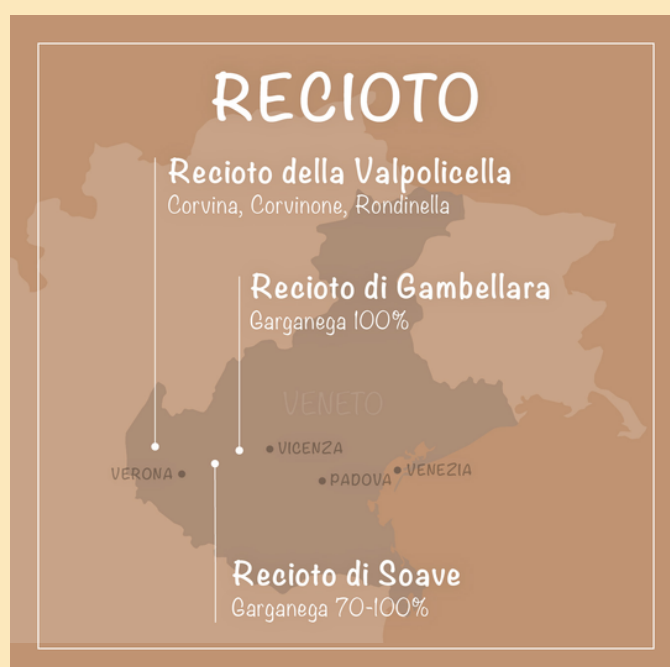 RECIOTO
Recioto della Valpolicella
Corvina, Corvinone, Rondinella
Recioto di Gambellara
Garganega 100%
VENETO
VICENZA
VERONA
PADOVA
VENEZIA
Recioto di Soave
Garganega 70-100%